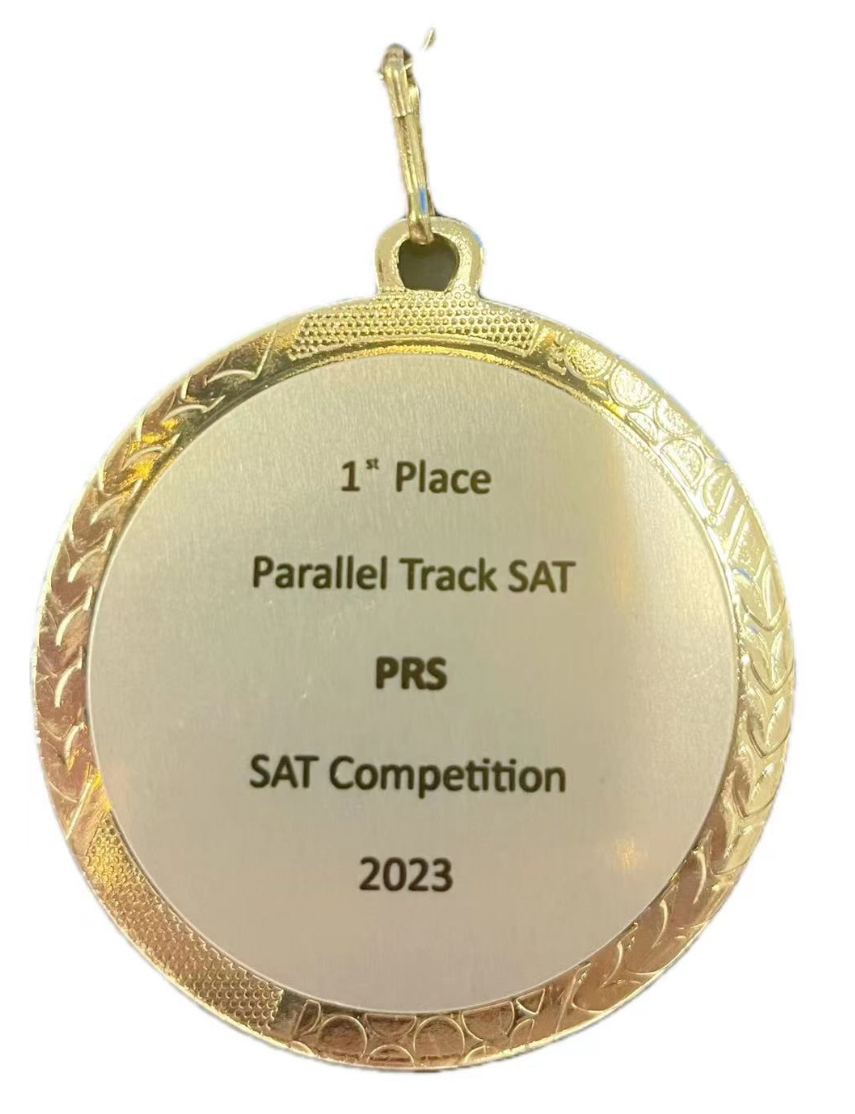 1st Place
Parallel Track SAT
PRS
SAT Competition
2023